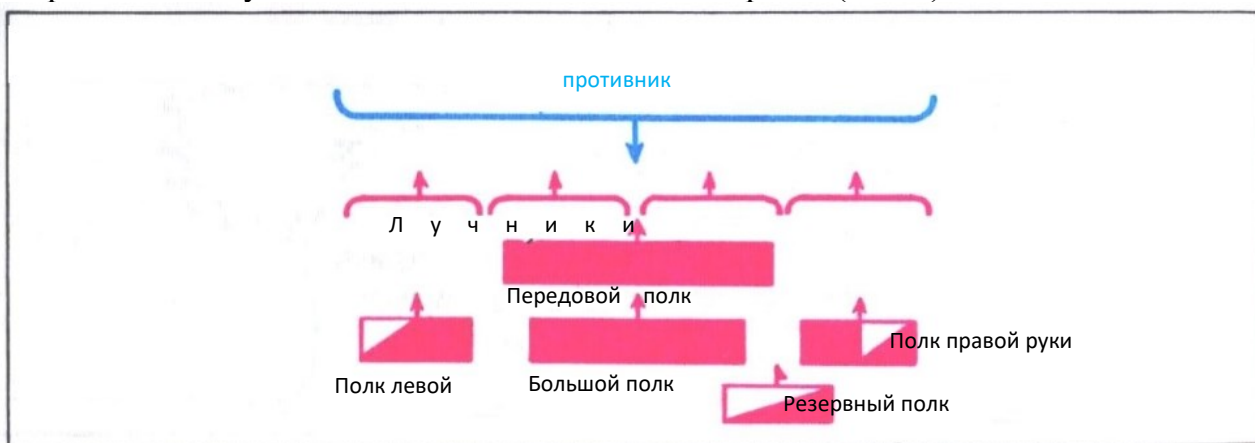 противник
Л у ч н и к и
Передовой полк
Полк правой руки
Полк левой
Большой полк
Резервный полк